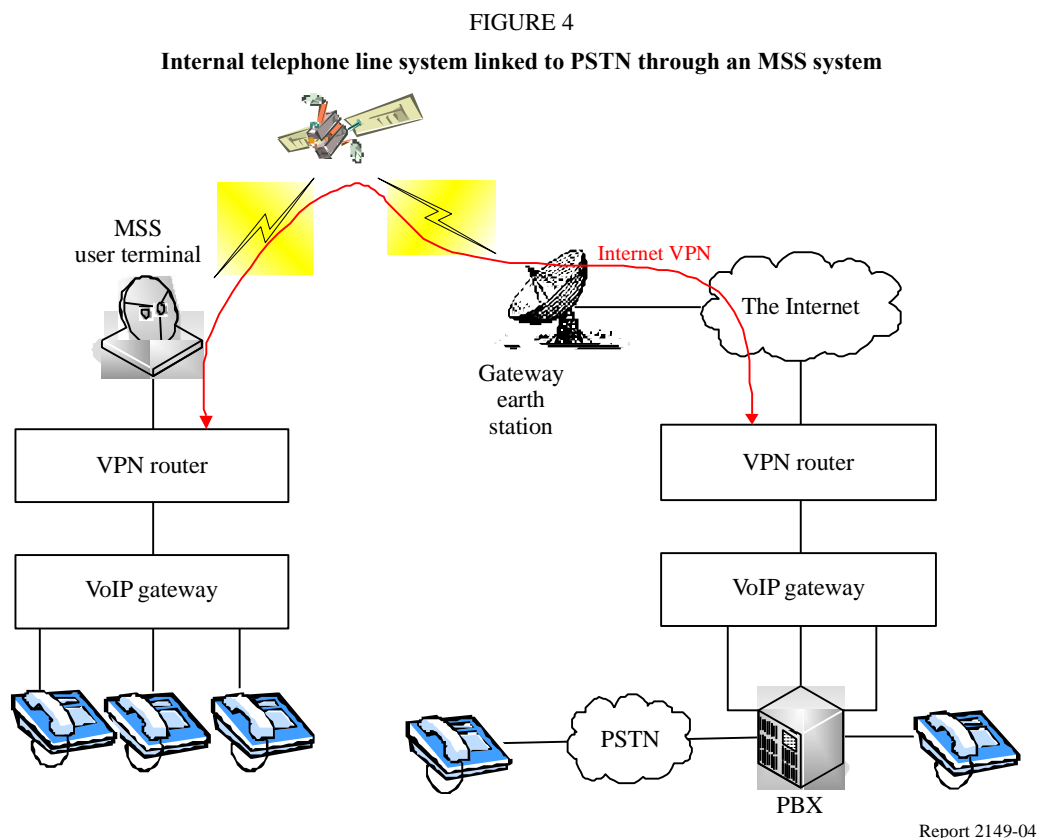 FIGURE 4
Internal telephone line system linked to PSTN through an MSS system
MSS
user terminal
Internet VPN
The Internet
Gateway
earth
station
VPN router
VPN router
VoIP gateway
VoIP gateway
PSTN
PBX
Report 2149-04